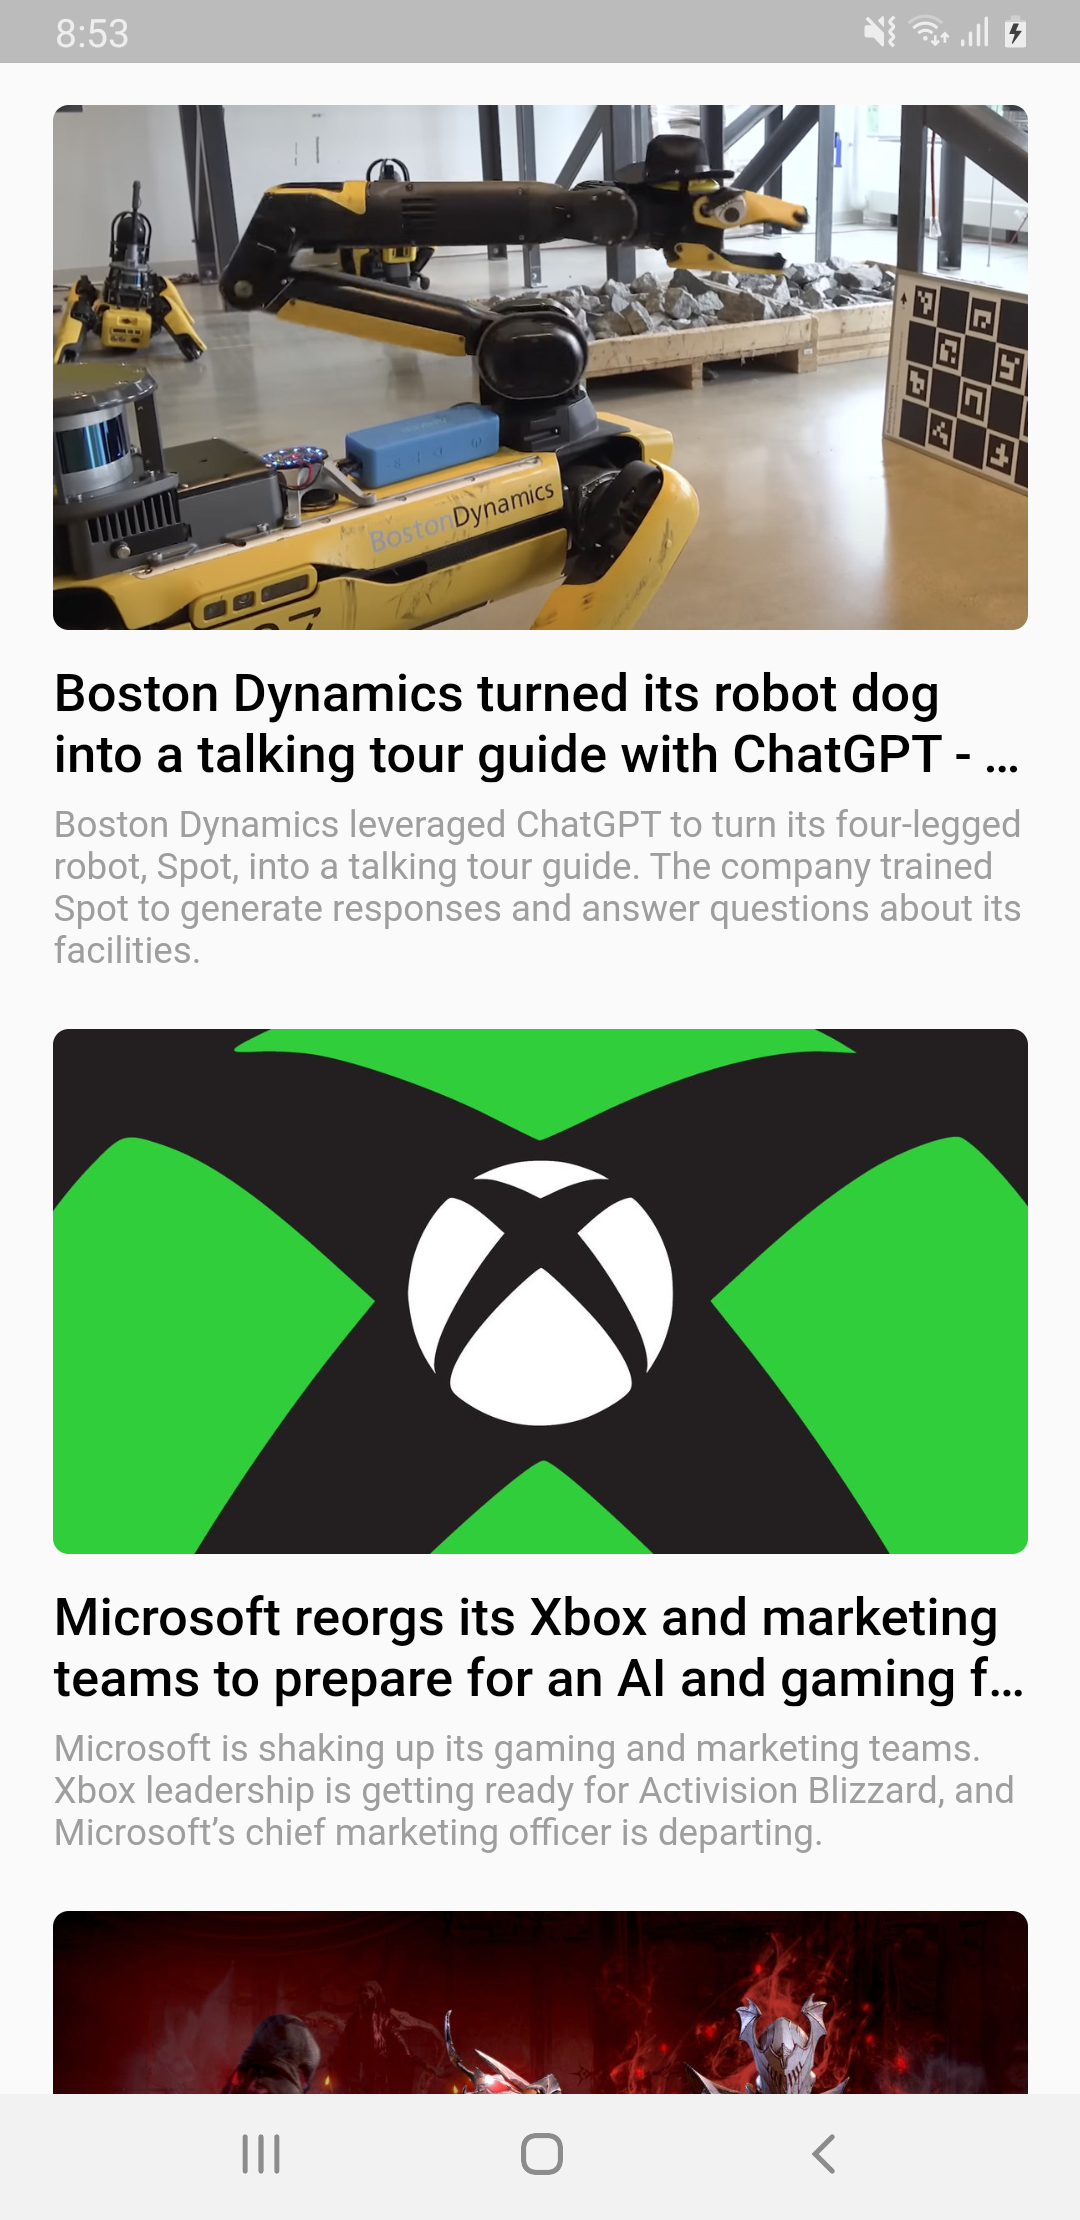 8:53
BostonDynamics
Boston Dynamics turned its robot dog
into a talking tour guide with ChatGPT - …
Boston Dynamics leveraged ChatGPT to turn its four-legged
robot, Spot, into a talking tour guide. The company trained
Spot to generate responses and answer questions about its
facilities.
Microsoft reorgs its Xbox and marketing
teams to prepare for an AI and gaming f…
Microsoft is shaking up its gaming and marketing teams.
Xbox leadership is getting ready for Activision Blizzard, and
Microsoft’s chief marketing officer is departing.